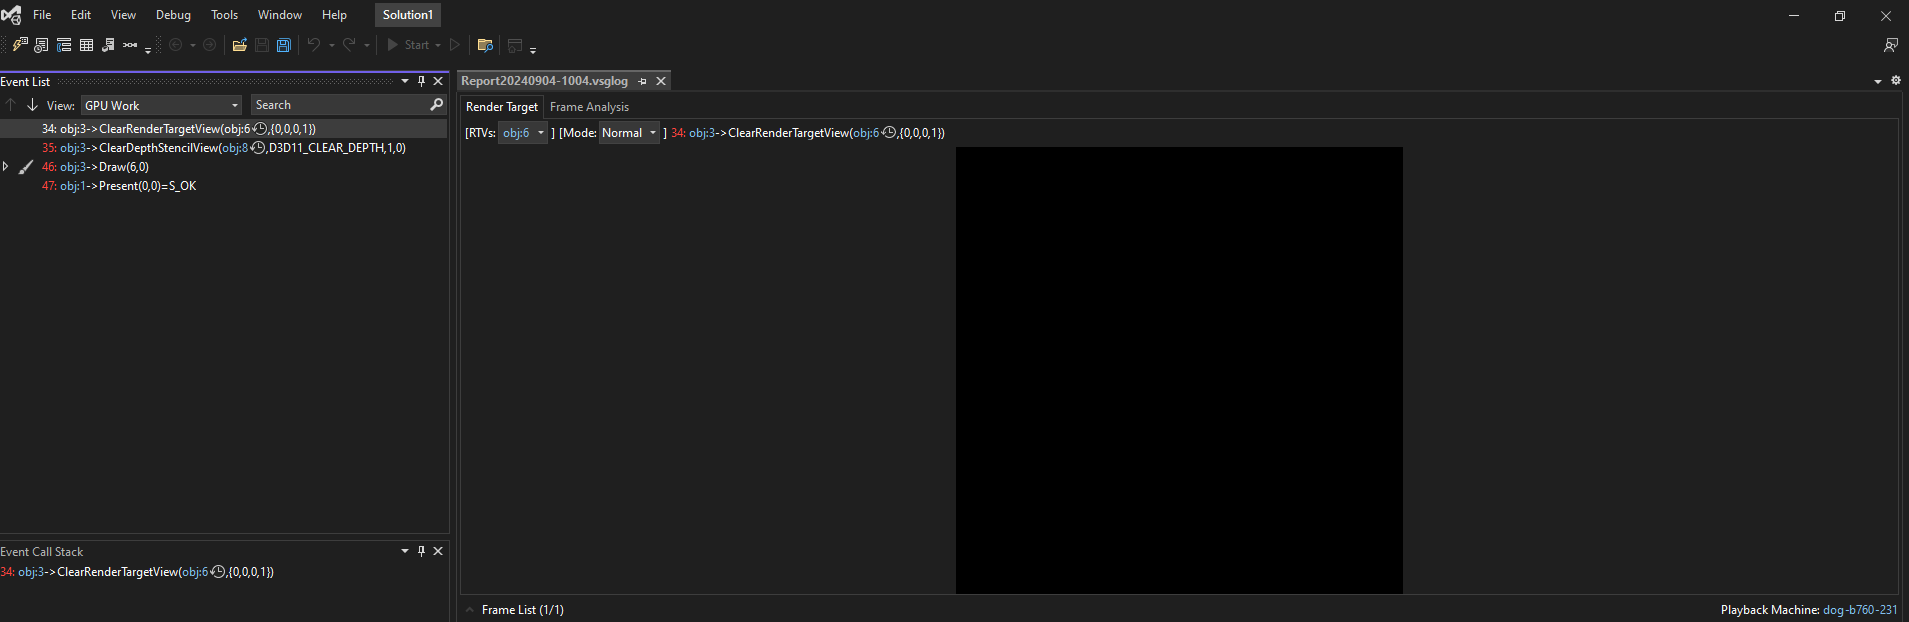 File Edit View Debug Tools Window Help Solution1
Start
Event List
View: GPU Work Search
34: obj:3->ClearRenderTargetView(obj:6,{0,0,0,1})
35: obj:3->ClearDepthStencilView(obj:8,D3D11_CLEAR_DEPTH,1,0)
46: obj:3->Draw(6,0)
47: obj:1->Present(0,0)=S_OK
Event Call Stack
34: obj:3->ClearRenderTargetView(obj:6,{0,0,0,1})
Report20240904-1004.vsglog
Render Target Frame Analysis
[RTVs: obj:6 ] [Mode: Normal ] 34: obj:3->ClearRenderTargetView(obj:6,{0,0,0,1})
Frame List (1/1)
Playback Machine: dog-b760-231